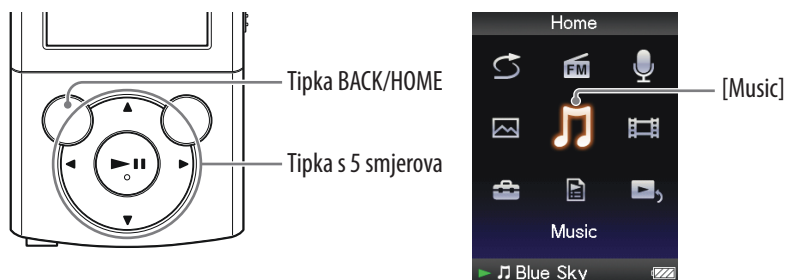 Tipka BACK/HOME
Tipka s 5 smjerova
Home
FM
[Music]
Music
Blue Sky